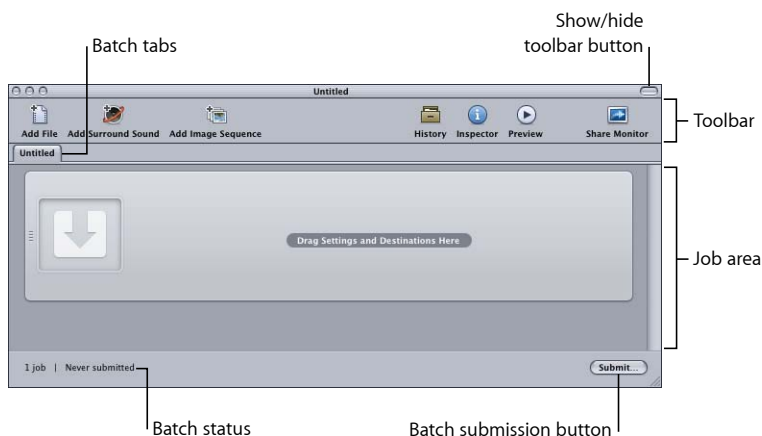 Show/hide
toolbar button
Batch tabs
Untitled
Add File Add Surround Sound Add Image Sequence History Inspector Preview Share Monitor
Toolbar
Untitled
Drag Settings and Destinations Here
Job area
1 job | Never submitted
Submit...
Batch status
Batch submission button